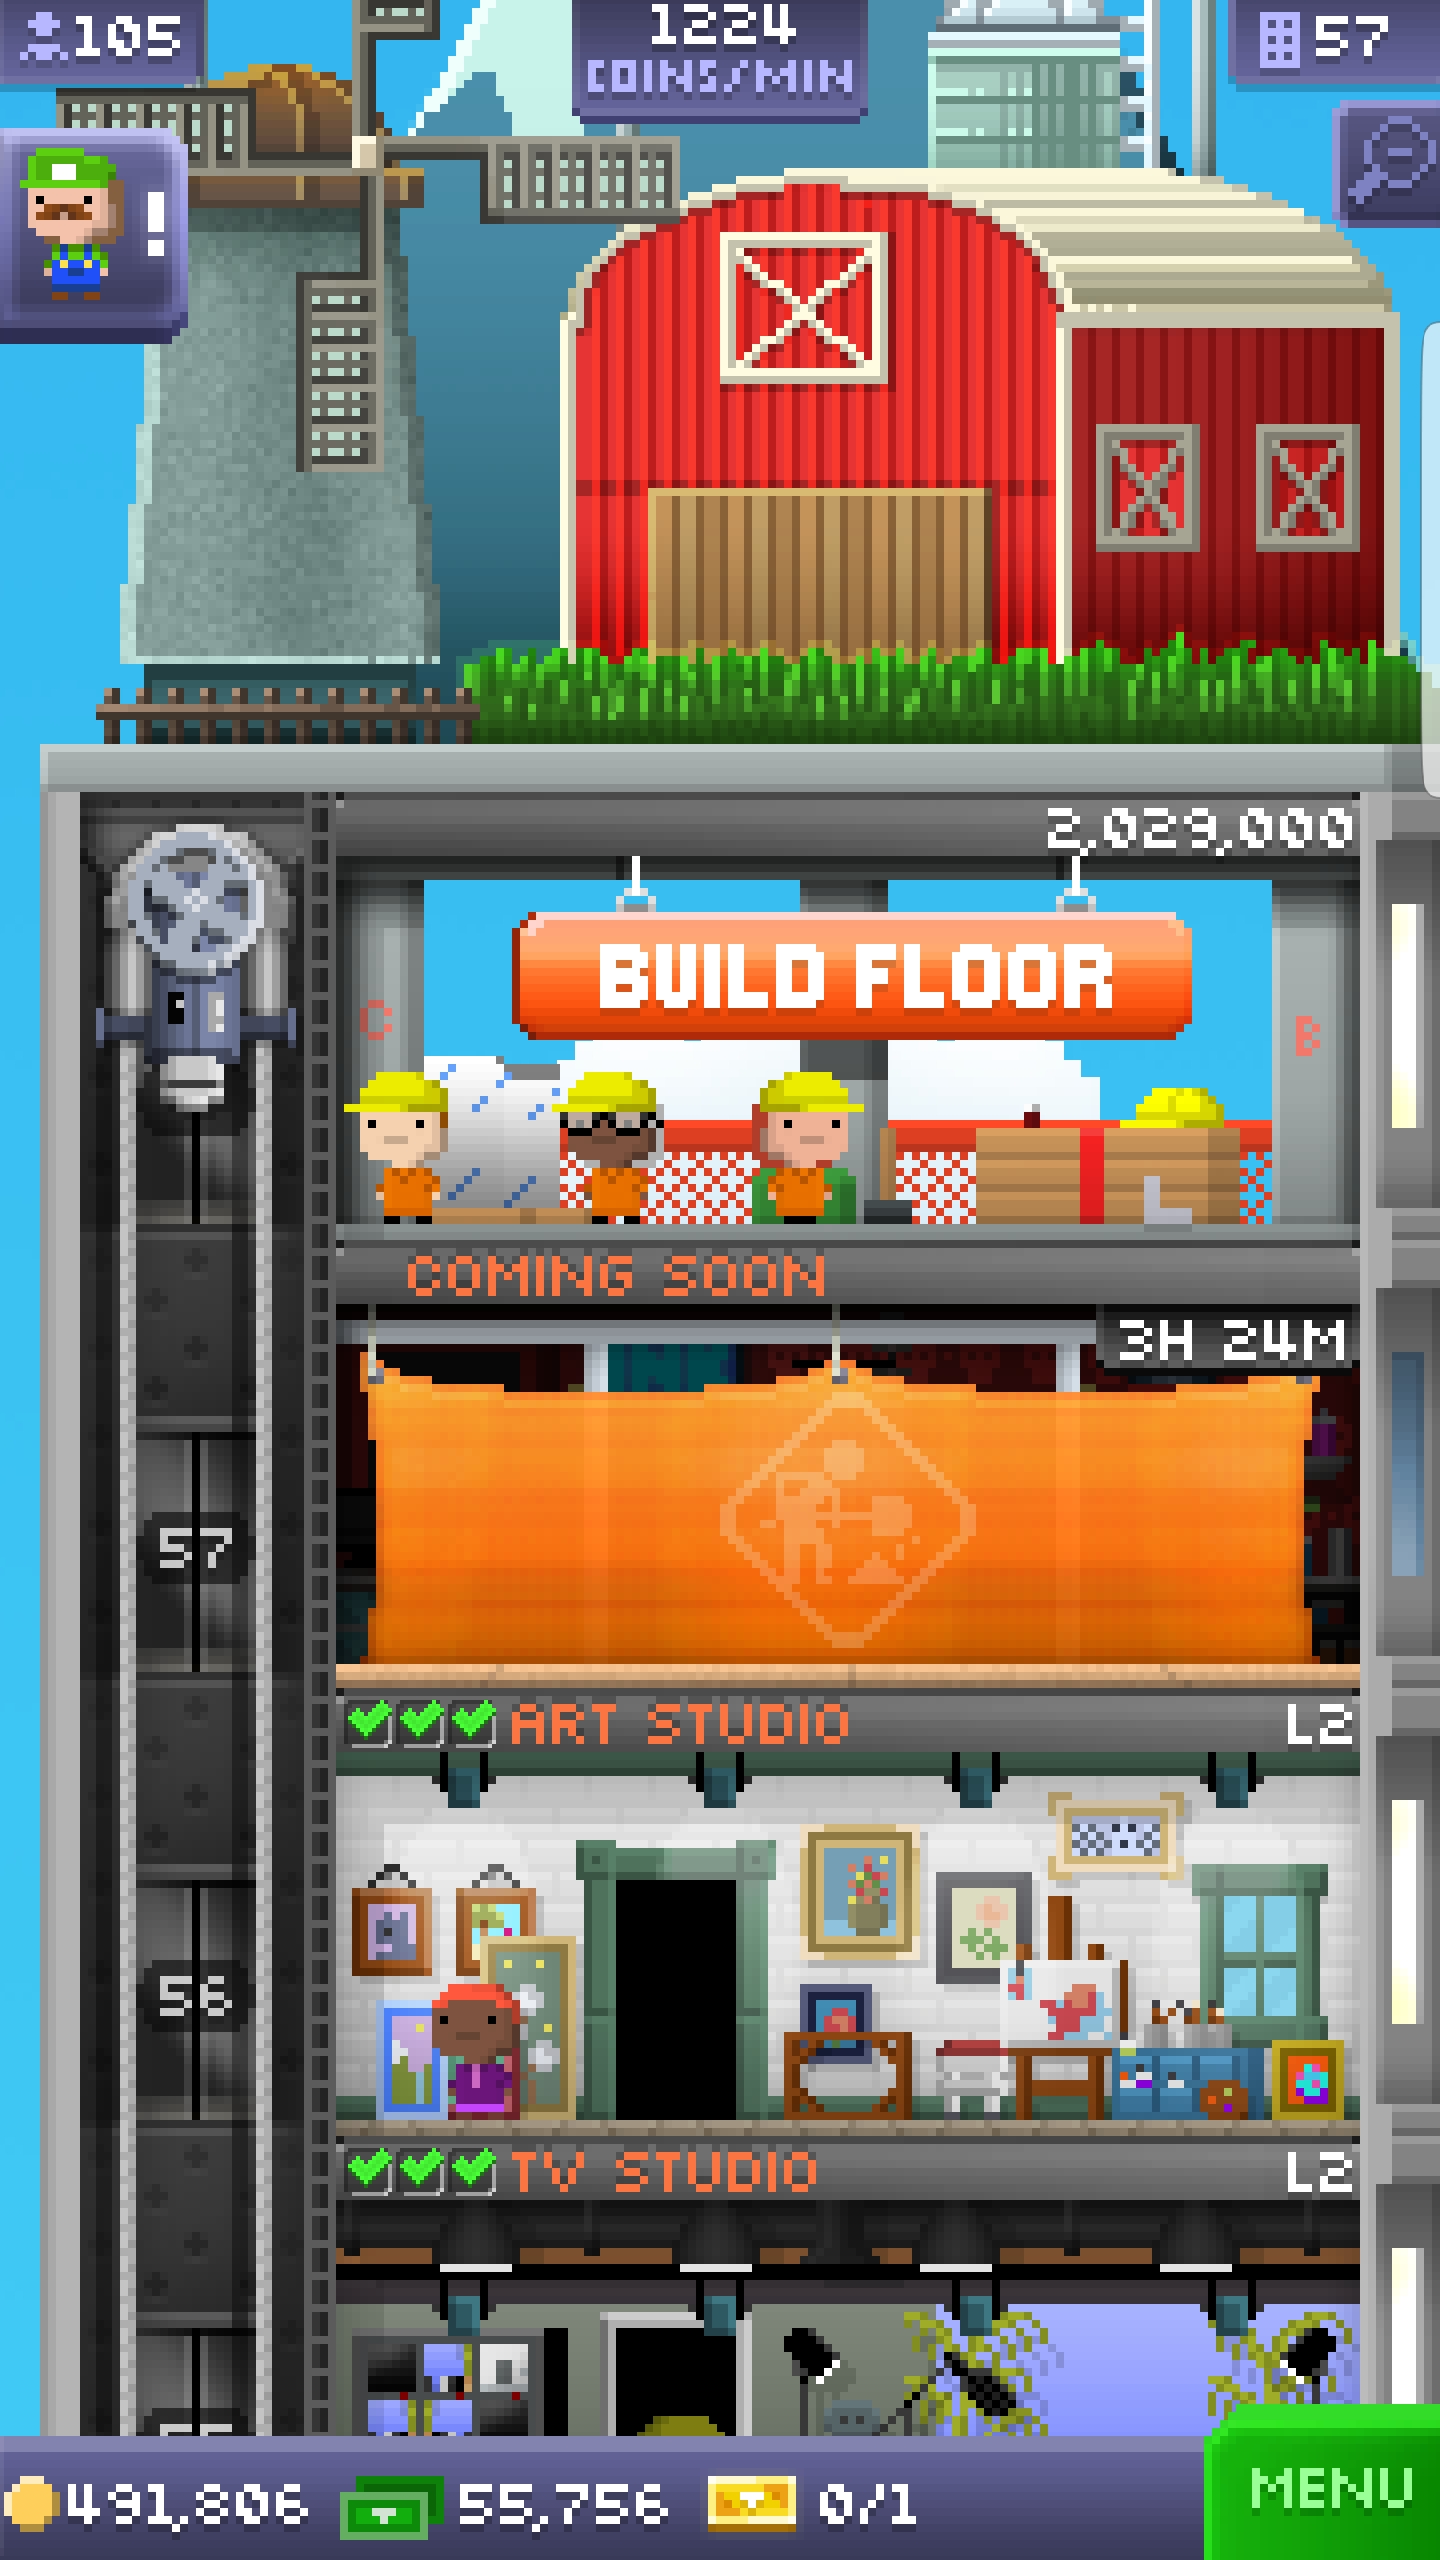 105
1224
COINS/MIN
57
!
2,029,000
BUILD FLOOR
C
B
COMING SOON
3H 24M
57
ART STUDIO L2
56
TV STUDIO L2
491,806 55,756 0/1 MENU